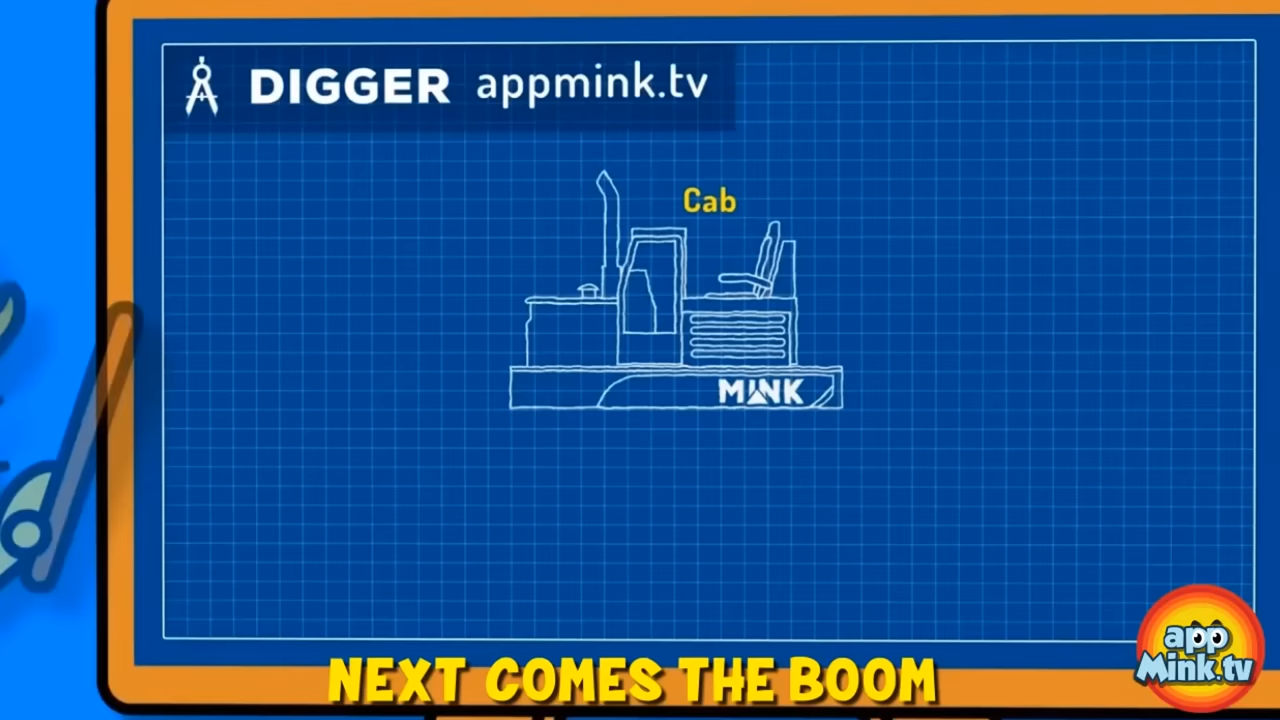 DIGGER appmink.tv
Cab
MINK
NEXT COMES THE BOOM
app
Mink.tv